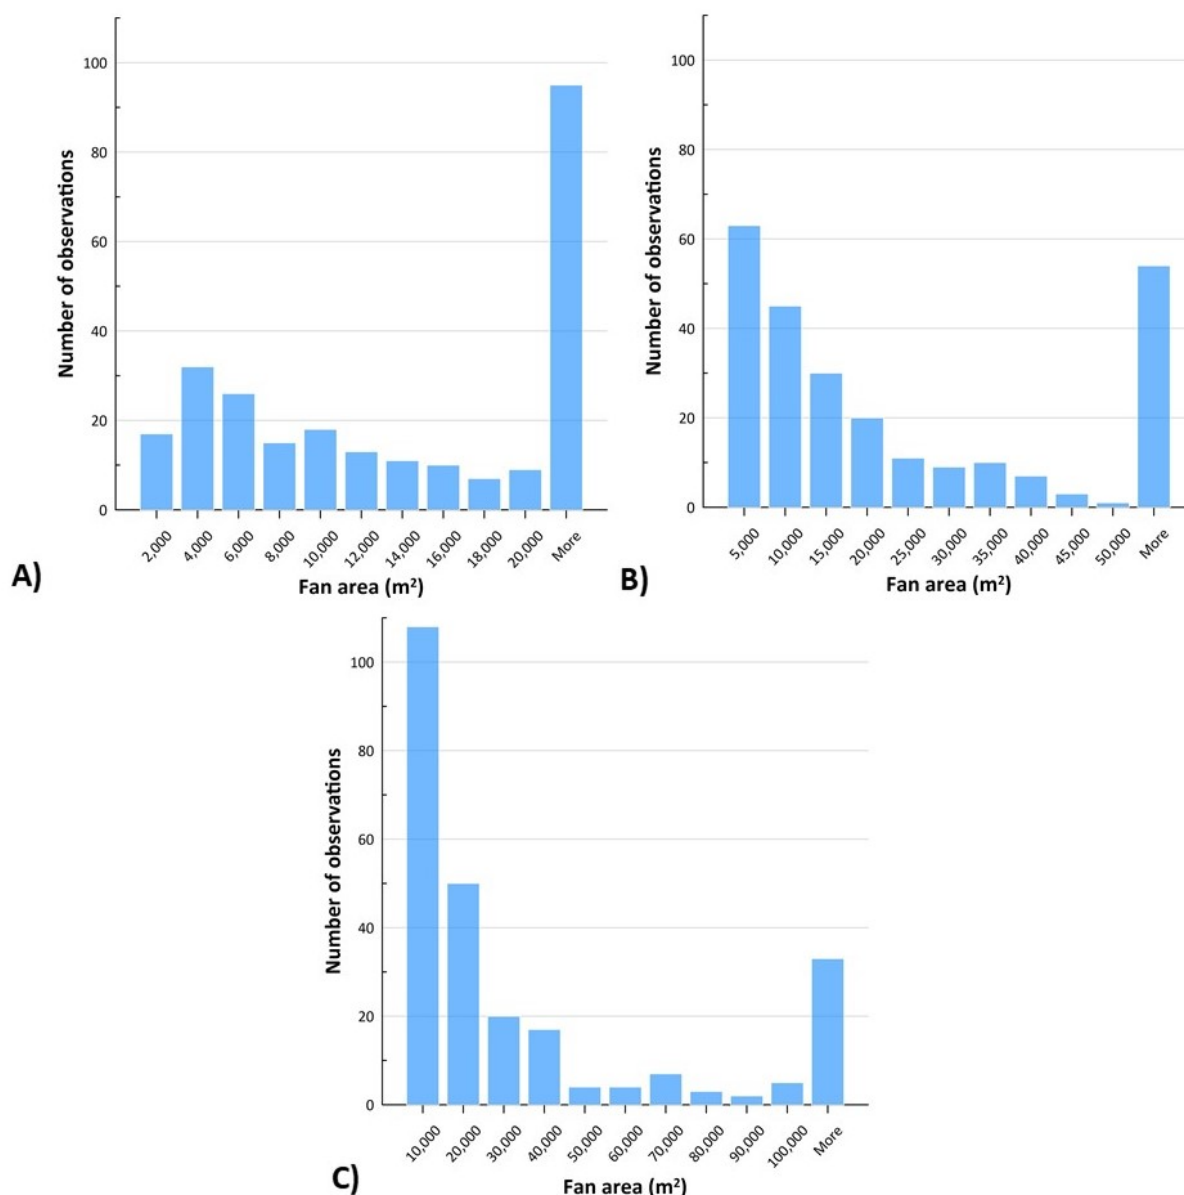 100
80
60
40
20
0
Number of observations
2,000 4,000 6,000 8,000 10,000 12,000 14,000 16,000 18,000 20,000 More
Fan area (m²)
A)
100
80
60
40
20
0
Number of observations
5,000 10,000 15,000 20,000 25,000 30,000 35,000 40,000 45,000 50,000 More
Fan area (m²)
B)
100
80
60
40
20
0
Number of observations
10,000 20,000 30,000 40,000 50,000 60,000 70,000 80,000 90,000 100,000 More
Fan area (m²)
C)